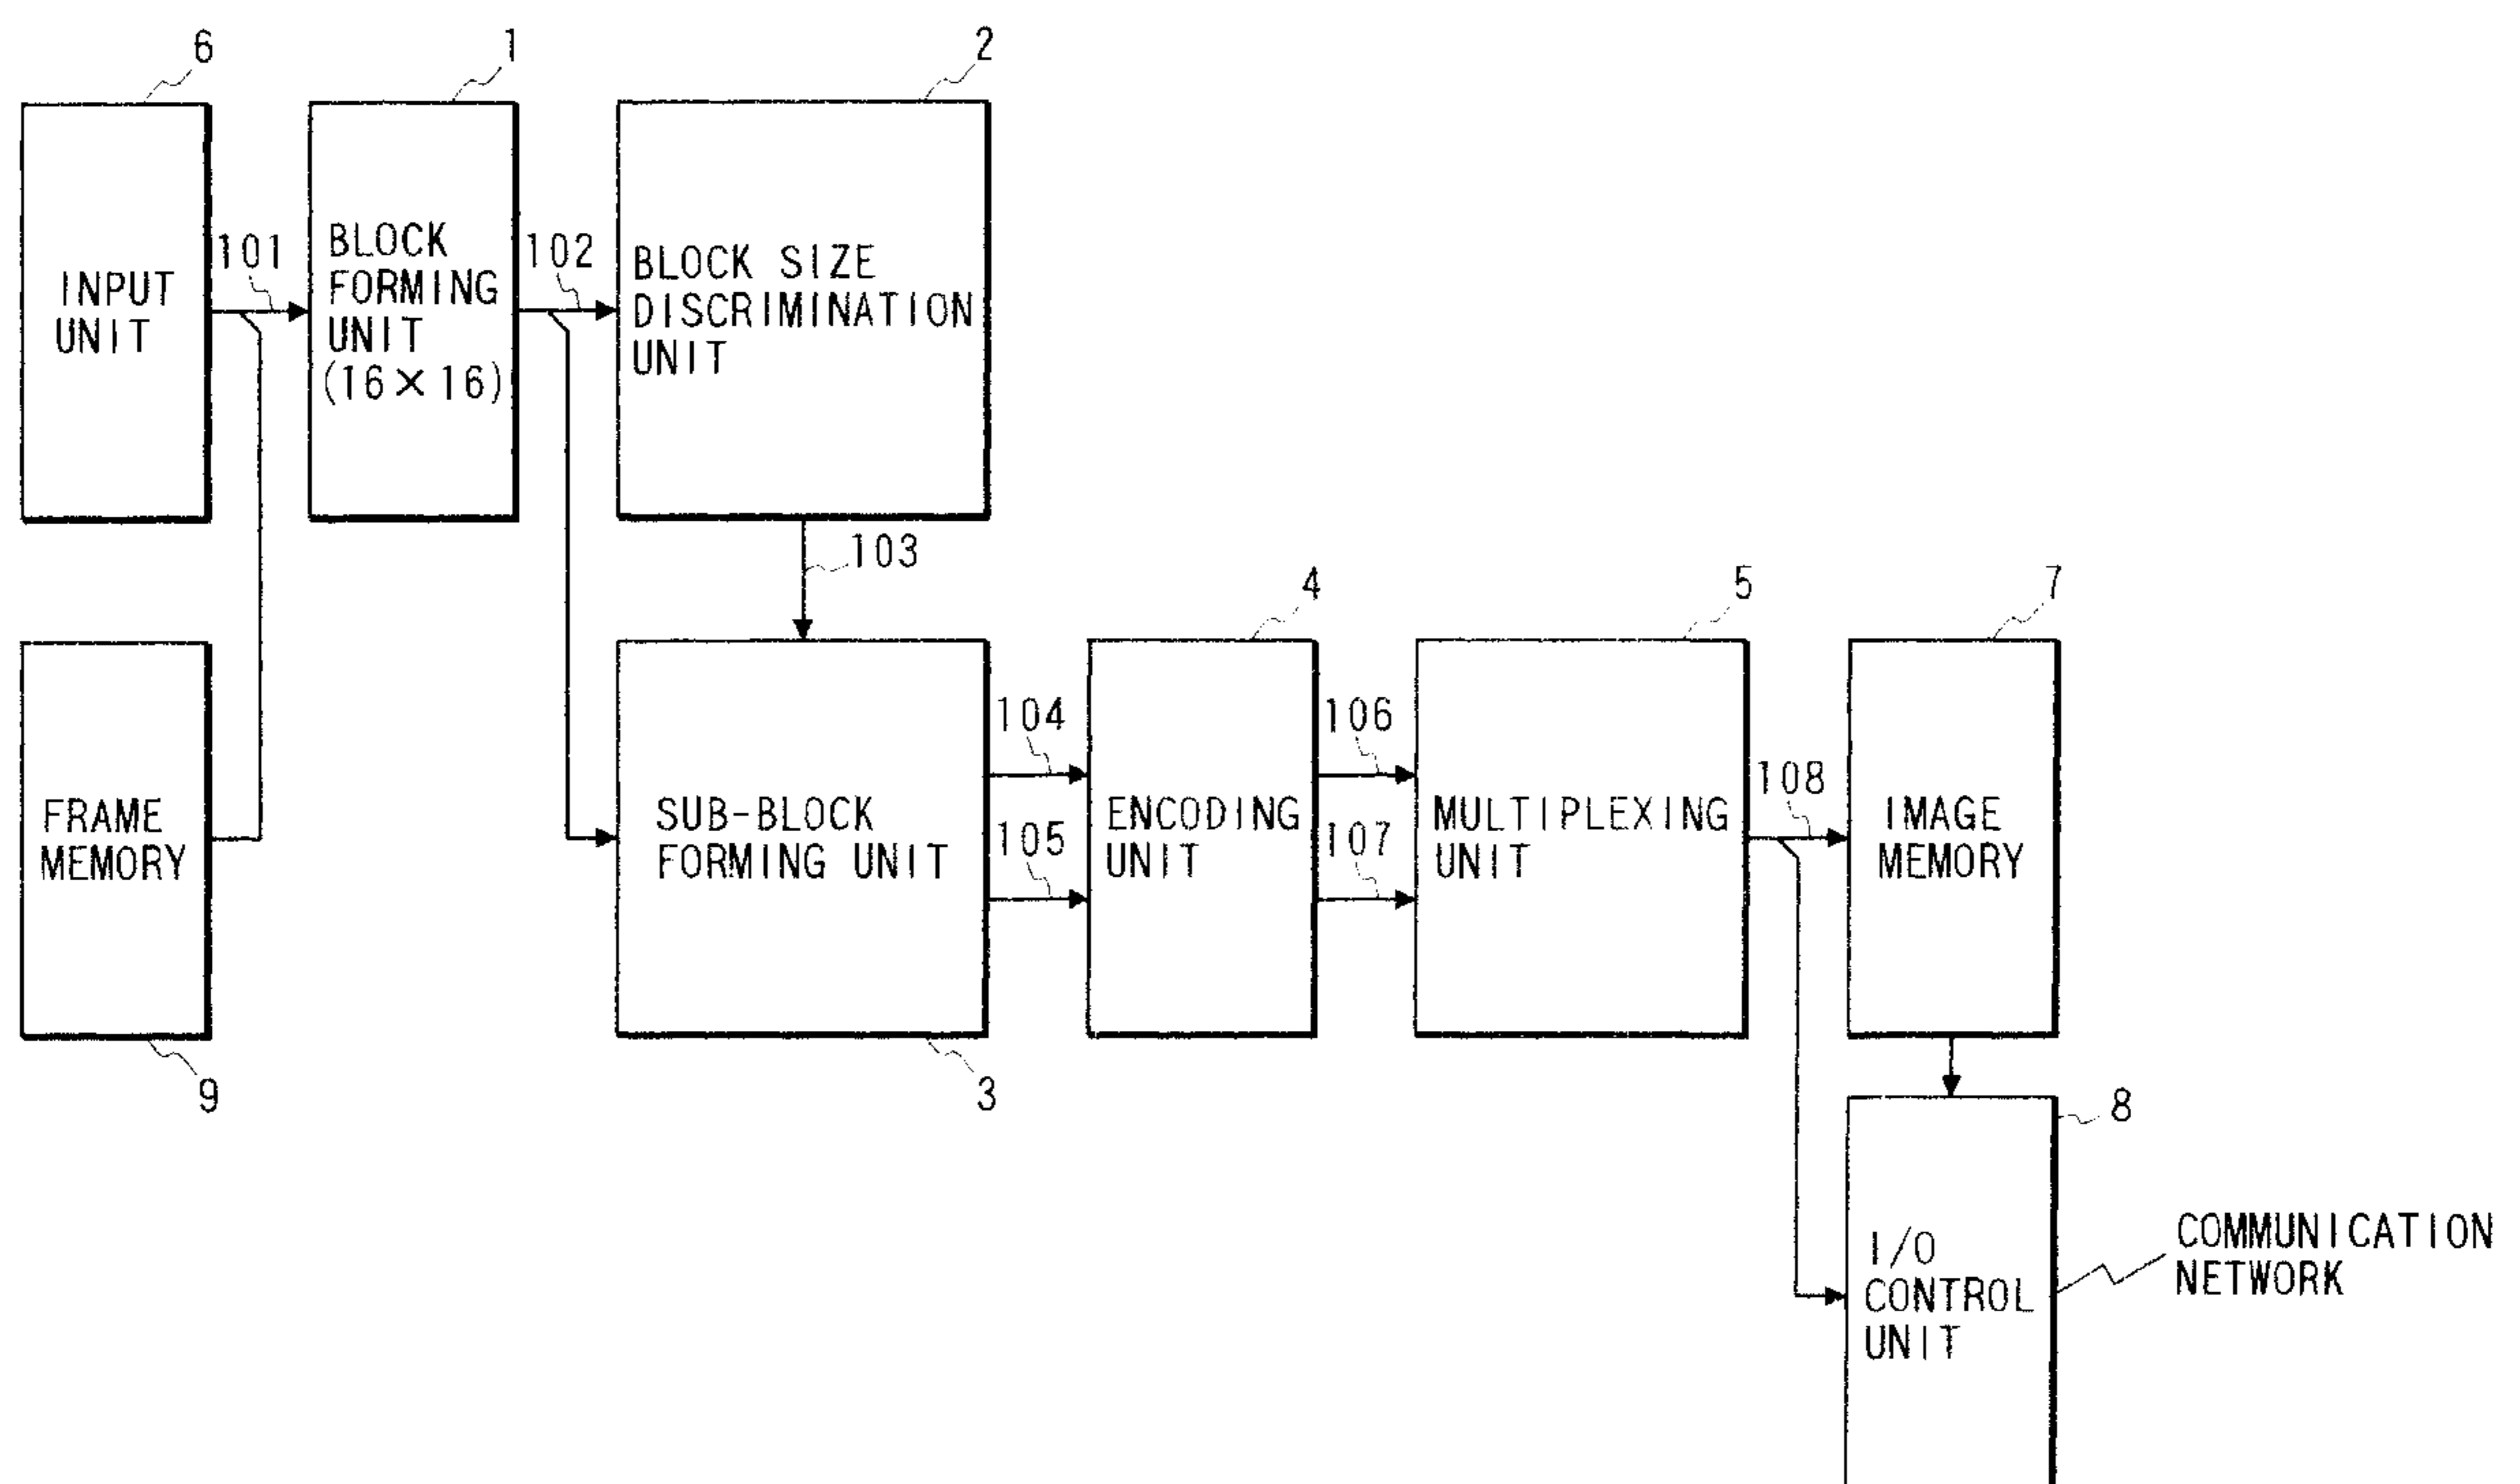 6
1
2
INPUT
UNIT
101
BLOCK
FORMING
UNIT
(16×16)
102
BLOCK SIZE
DISCRIMINATION
UNIT
103
4
5
7
FRAME
MEMORY
9
SUB-BLOCK
FORMING UNIT
3
104
105
ENCODING
UNIT
106
107
MULTIPLEXING
UNIT
108
IMAGE
MEMORY
8
I/O
CONTROL
UNIT
COMMUNICATION
NETWORK